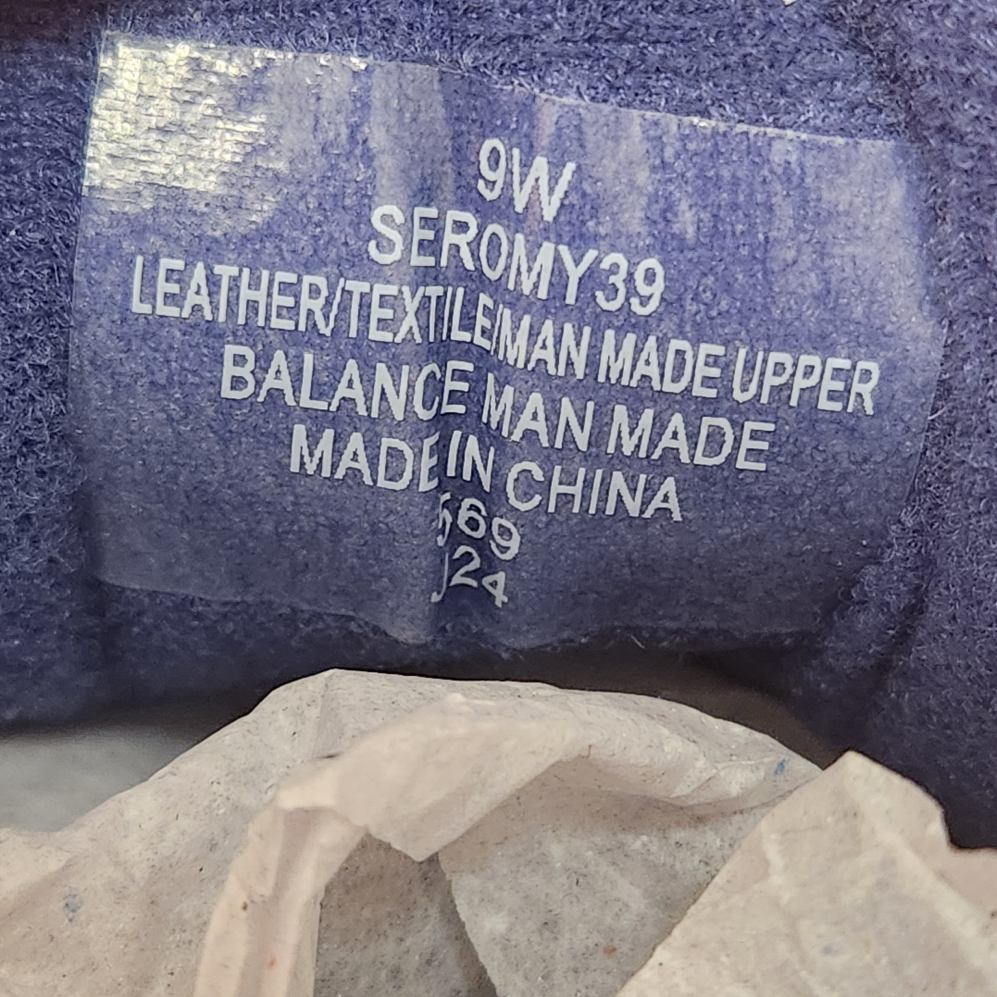 9W
SEROMY39
LEATHER/TEXTILE/MAN MADE UPPER
BALANCE MAN MADE
MADE IN CHINA
569
J24